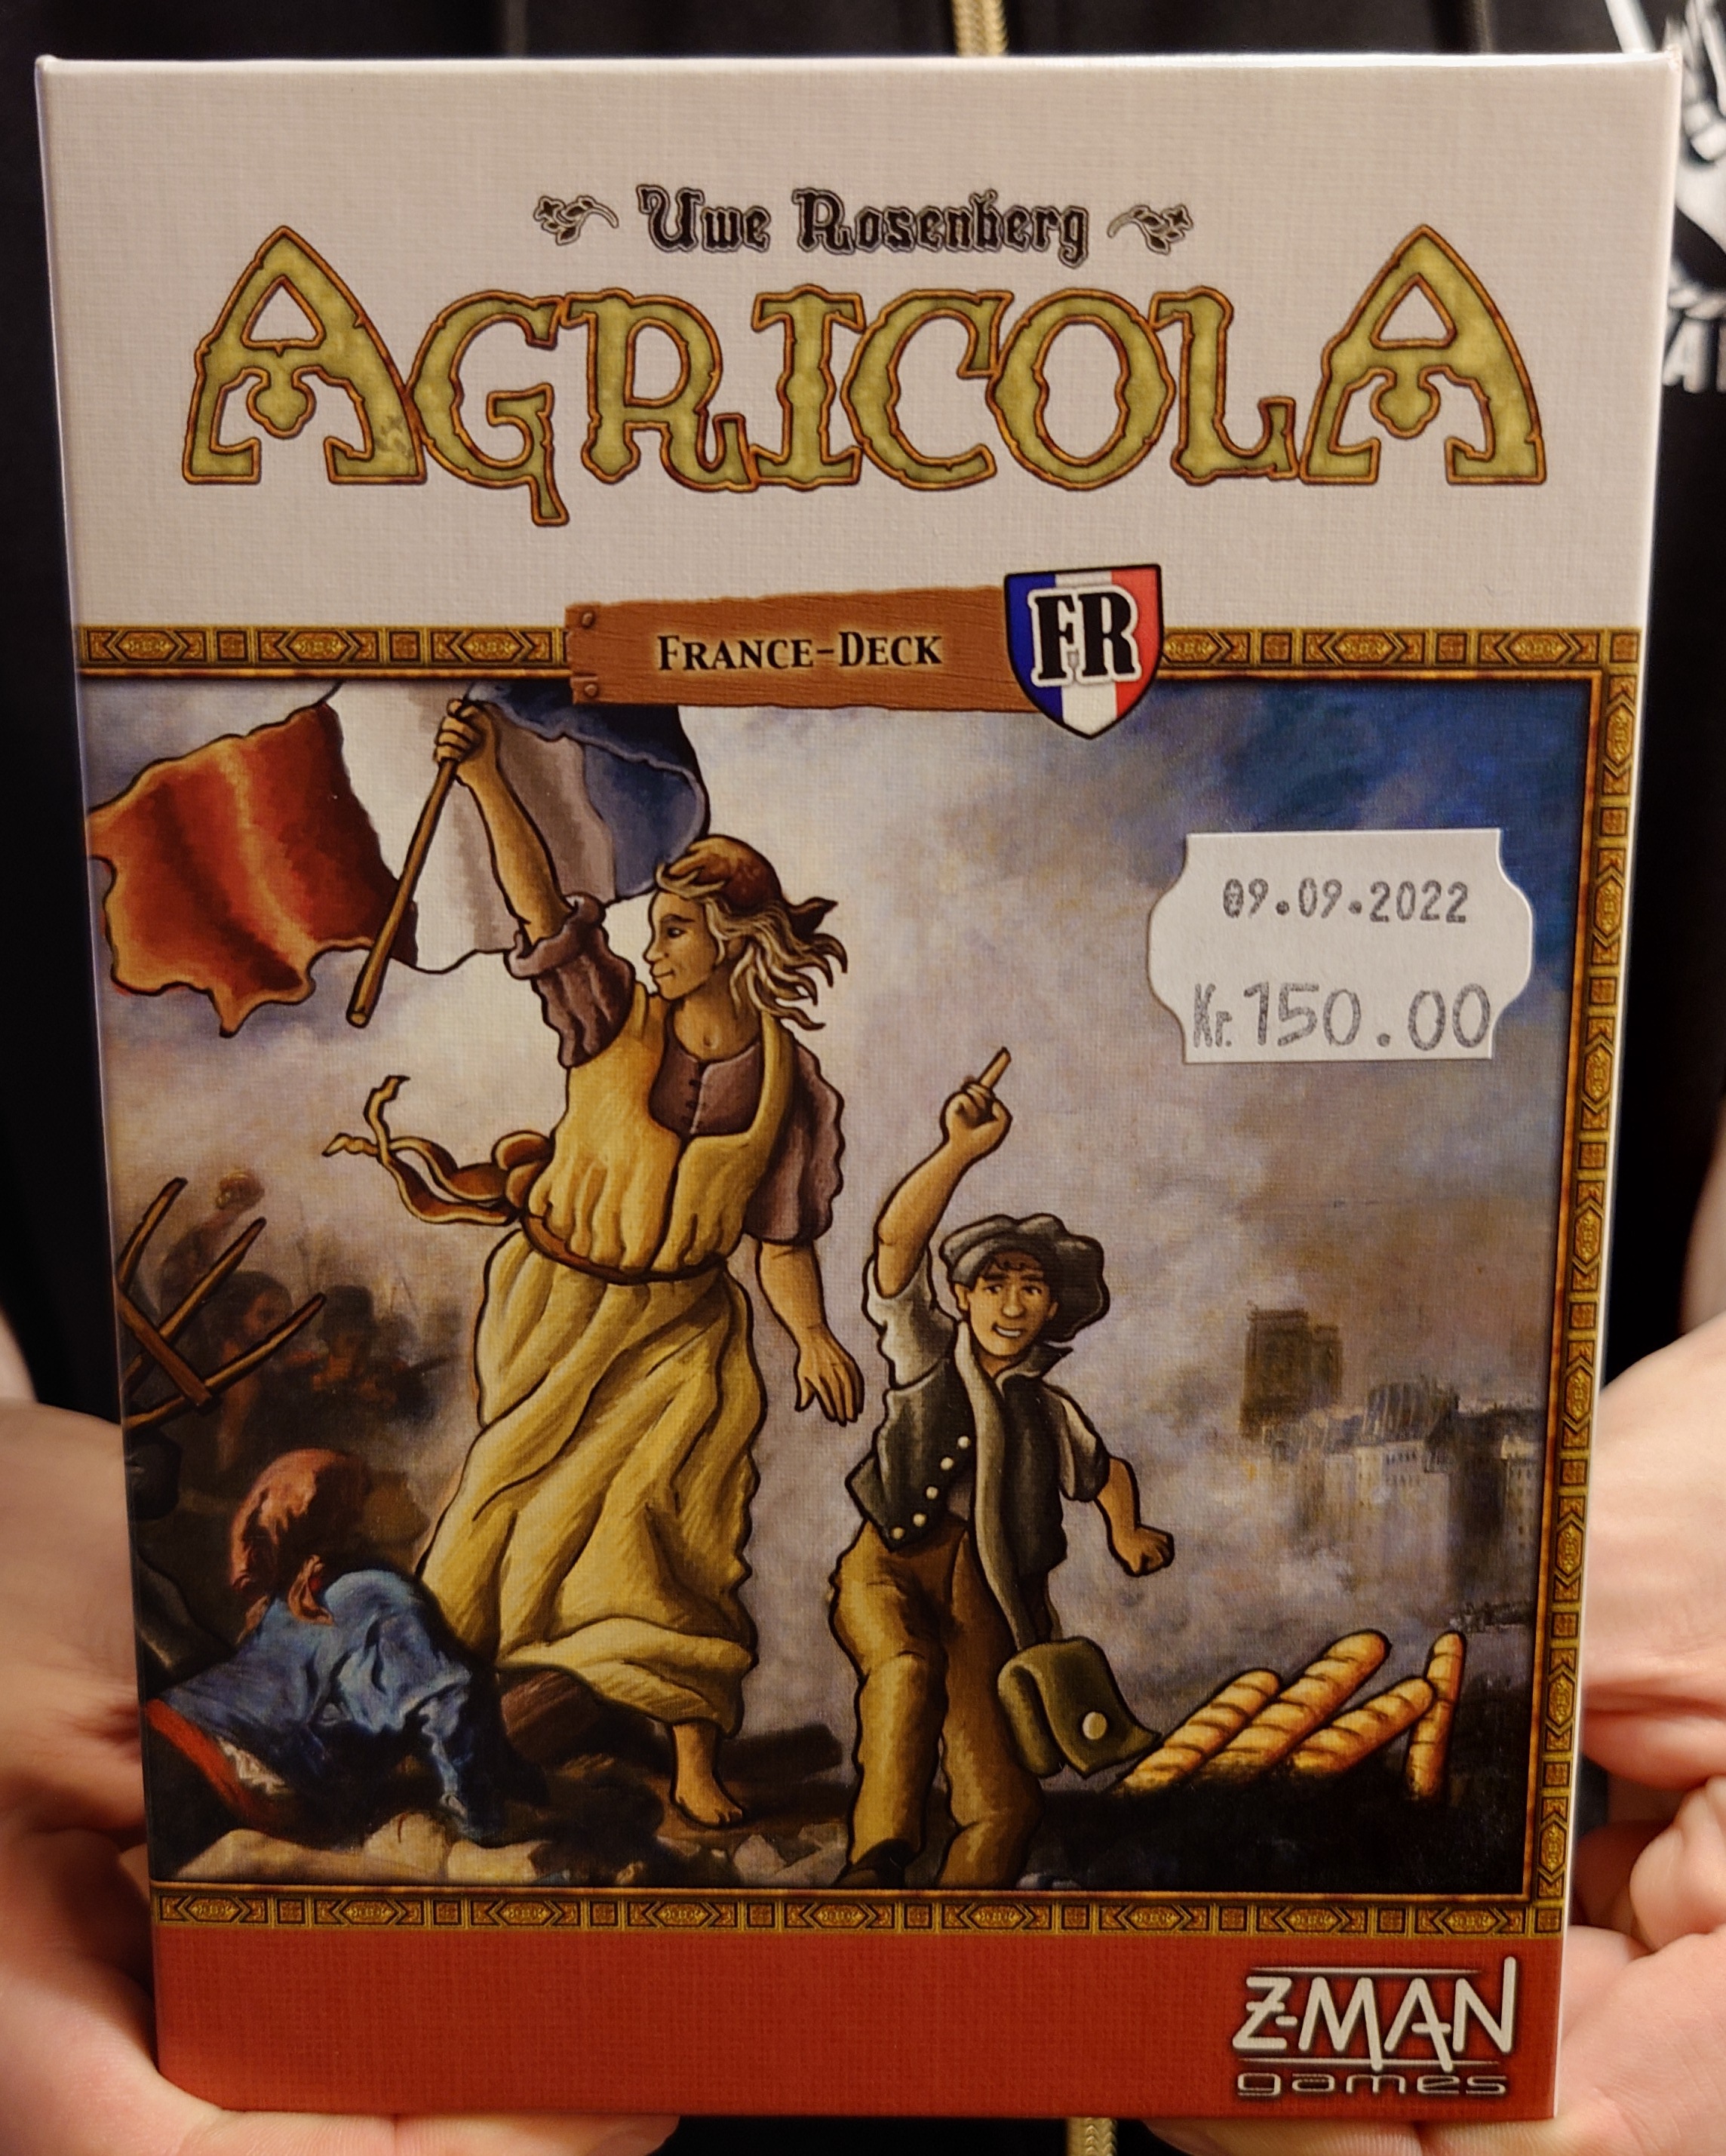 Uwe Rosenberg
AGRICOLA
FRANCE-DECK
FR
09.09.2022
Kr. 150.00
Z-MAN
games